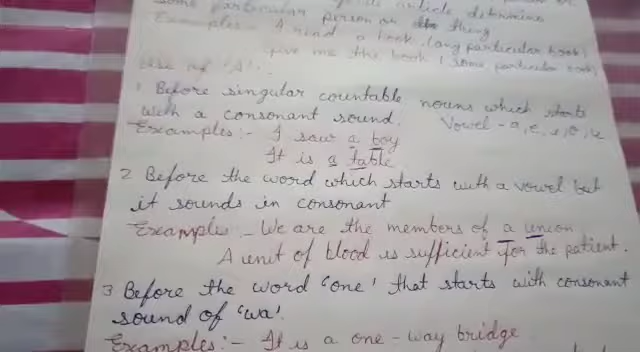 article determine
some particular person or thing
Examples :- I read a book (any particular book)
Give me the book (some particular book)
Use of 'A' :-
1 Before singular countable nouns which starts
with a consonant sound. Vowel - a, e, i, o, u
Examples :- I saw a boy
It is a table
2 Before the word which starts with a vowel but
it sounds in consonant
Example :- We are the members of a union
A unit of blood is sufficient for the patient.
3 Before the word 'one' that starts with consonant
sound of 'wa'.
Examples :- It is a one - way bridge